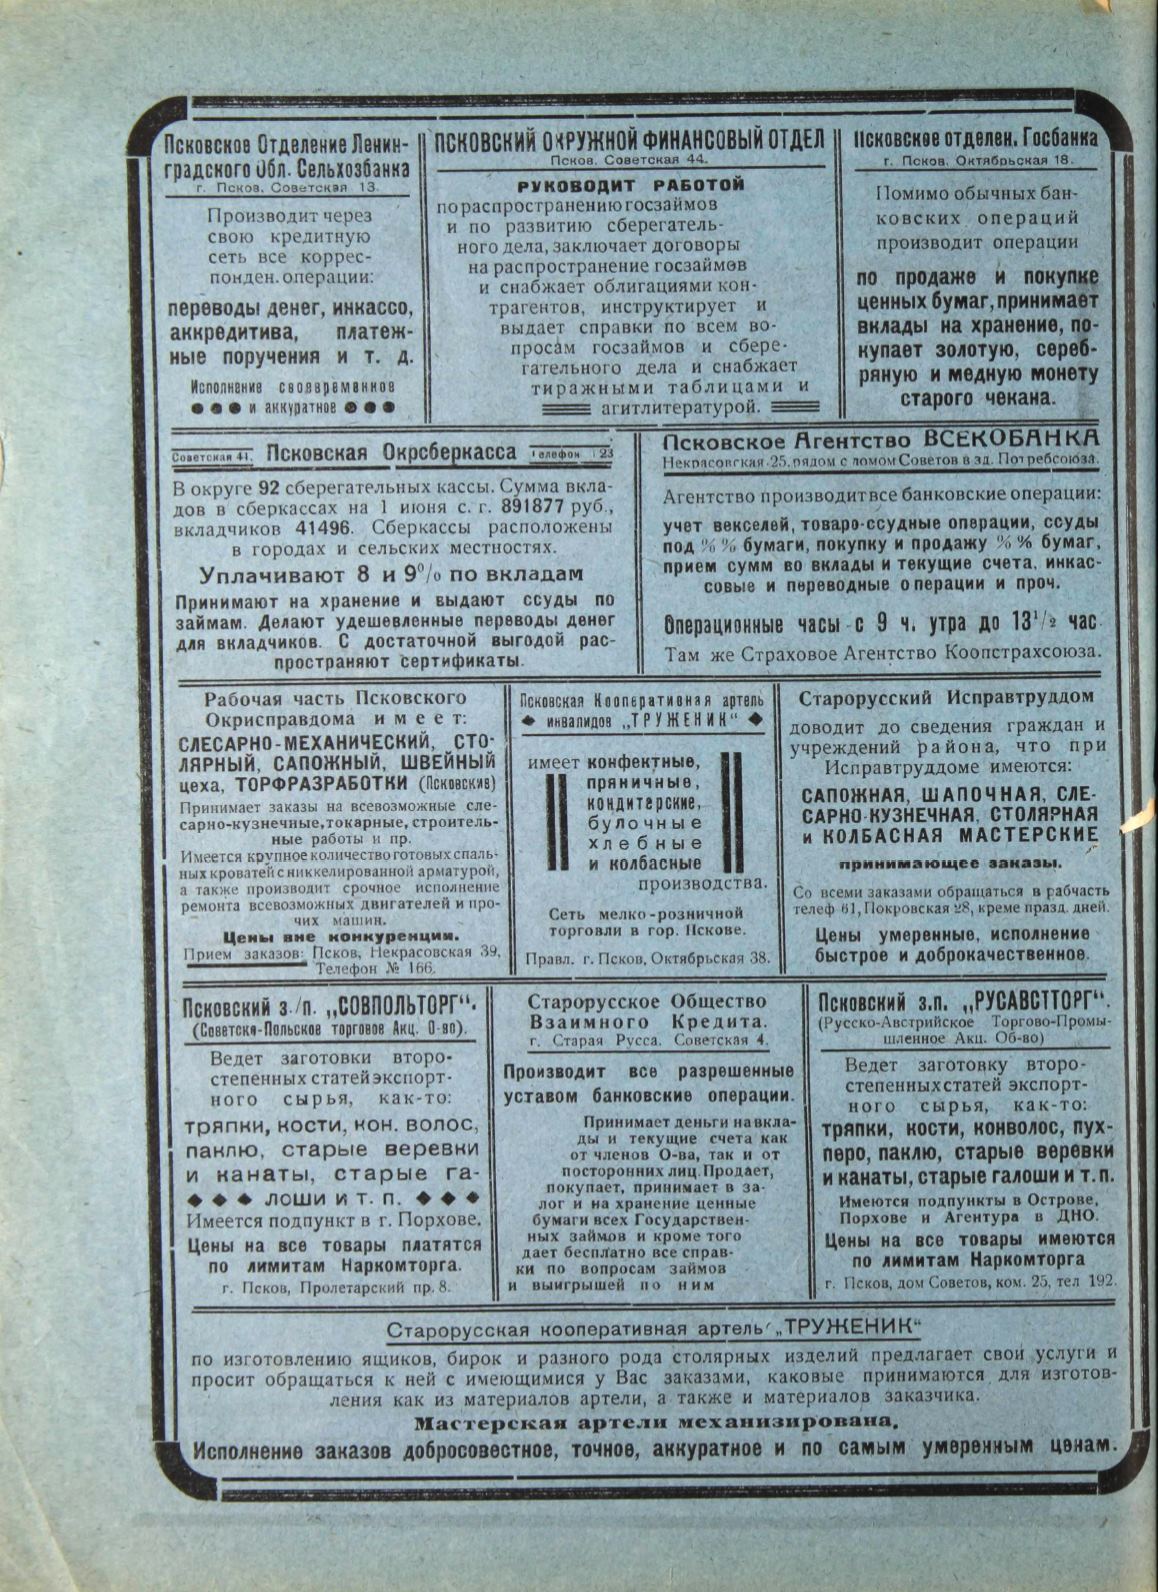 Псковское Отделение Ленин-
градского Обл. Сельхозбанка
г. Псков, Советская 13.
Производит через
свою кредитную
сеть все коррес-
понден. операции:
переводы денег, инкассо,
аккредитива, платеж-
ные поручения и т. д.
Исполнение своевременное
и аккуратное
ПСКОВСКИЙ ОКРУЖНОЙ ФИНАНСОВЫЙ ОТДЕЛ
Псков, Советская 44.
РУКОВОДИТ РАБОТОЙ
по распространению госзаймов
и по развитию сберегатель-
ного дела, заключает договоры
на распространение госзаймов
и снабжает облигациями кон-
трагентов, инструктирует и
выдает справки по всем во-
просам госзаймов и сбере-
гательного дела и снабжает
тиражными таблицами и
агитлитературой.
Псковское отделен. Госбанка
г. Псков, Октябрьская 18.
Помимо обычных бан-
ковских операций
производит операции
по продаже и покупке
ценных бумаг, принимает
вклады на хранение, по-
купает золотую, сереб-
ряную и медную монету
старого чекана.
Советская 41. Псковская Окрсберкасса Телефон 123
В округе 92 сберегательных кассы. Сумма вкла-
дов в сберкассах на 1 июня с. г. 891877 руб.,
вкладчиков 41496. Сберкассы расположены
в городах и сельских местностях.
Уплачивают 8 и 9% по вкладам
Принимают на хранение и выдают ссуды по
займам. Делают удешевленные переводы денег
для вкладчиков. С достаточной выгодой рас-
пространяют сертификаты.
Псковское Агентство ВСЕКОБАНКА
Некрасовская 25, рядом с домом Советов в зд. Потребсоюза.
Агентство производит все банковские операции:
учет векселей, товаро-ссудные операции, ссуды
под %% бумаги, покупку и продажу %% бумаг,
прием сумм во вклады и текущие счета, инкас-
совые и переводные операции и проч.
Операционные часы с 9 ч. утра до 13 1/2 час
Там же Страховое Агентство Коопстрахсоюза.
Рабочая часть Псковского
Окрисправдома имеет:
СЛЕСАРНО-МЕХАНИЧЕСКИЙ, СТО-
ЛЯРНЫЙ, САПОЖНЫЙ, ШВЕЙНЫЙ
цеха, ТОРФРАЗРАБОТКИ (Псковские)
Принимает заказы на всевозможные сле-
сарно-кузнечные, токарные, строитель-
ные работы и пр.
Имеется крупное количество готовых спаль-
ных кроватей с никкелированной арматурой,
а также производит срочное исполнение
ремонта всевозможных двигателей и про-
чих машин.
Цены вне конкуренции.
Прием заказов: Псков, Некрасовская 39,
Телефон № 166.
Псковская Кооперативная артель
инвалидов „ТРУЖЕНИК“
имеет конфектные,
пряничные,
кондитерские,
булочные
хлебные
и колбасные
производства.
Сеть мелко-розничной
торговли в гор. Пскове.
Правл. г. Псков, Октябрьская 38.
Старорусский Исправтруддом
доводит до сведения граждан и
учреждений района, что при
Исправтруддоме имеются:
САПОЖНАЯ, ШАПОЧНАЯ, СЛЕ-
САРНО-КУЗНЕЧНАЯ, СТОЛЯРНАЯ
и КОЛБАСНАЯ МАСТЕРСКИЕ
принимающее заказы.
Со всеми заказами обращаться в рабчасть
телеф 61, Покровская 28, креме празд. дней.
Цены умеренные, исполнение
быстрое и доброкачественное.
Псковский з./п. „СОВПОЛЬТОРГ“.
(Советско-Польское торговое Акц. О-во).
Ведет заготовки второ-
степенных статей экспорт-
ного сырья, как-то:
тряпки, кости, кон. волос,
паклю, старые веревки
и канаты, старые га-
лоши и т. п.
Имеется подпункт в г. Порхове.
Цены на все товары платятся
по лимитам Наркомторга.
г. Псков, Пролетарский пр. 8.
Старорусское Общество
Взаимного Кредита.
г. Старая Русса. Советская 4.
Производит все разрешенные
уставом банковские операции.
Принимает деньги на вкла-
ды и текущие счета как
от членов О-ва, так и от
посторонних лиц. Продает,
покупает, принимает в за-
лог и на хранение ценные
бумаги всех Государствен-
ных займов и кроме того
дает бесплатно все справ-
ки по вопросам займов
и выигрышей по ним
Псковский з.п. „РУСАВСТТОРГ“.
(Русско-Австрийское Торгово-Промы-
шленное Акц. Об-во)
Ведет заготовку второ-
степенных статей экспорт-
ного сырья, как-то:
тряпки, кости, конволос, пух-
перо, паклю, старые веревки
и канаты, старые галоши и т. п.
Имеются подпункты в Острове,
Порхове и Агентура в ДНО.
Цены на все товары имеются
по лимитам Наркомторга
г. Псков, дом Советов, ком. 25, тел 192.
Старорусская кооперативная артель „ТРУЖЕНИК“
по изготовлению ящиков, бирок и разного рода столярных изделий предлагает свои услуги и
просит обращаться к ней с имеющимися у Вас заказами, каковые принимаются для изготов-
ления как из материалов артели, а также и материалов заказчика.
Мастерская артели механизирована.
Исполнение заказов добросовестное, точное, аккуратное и по самым умеренным ценам.